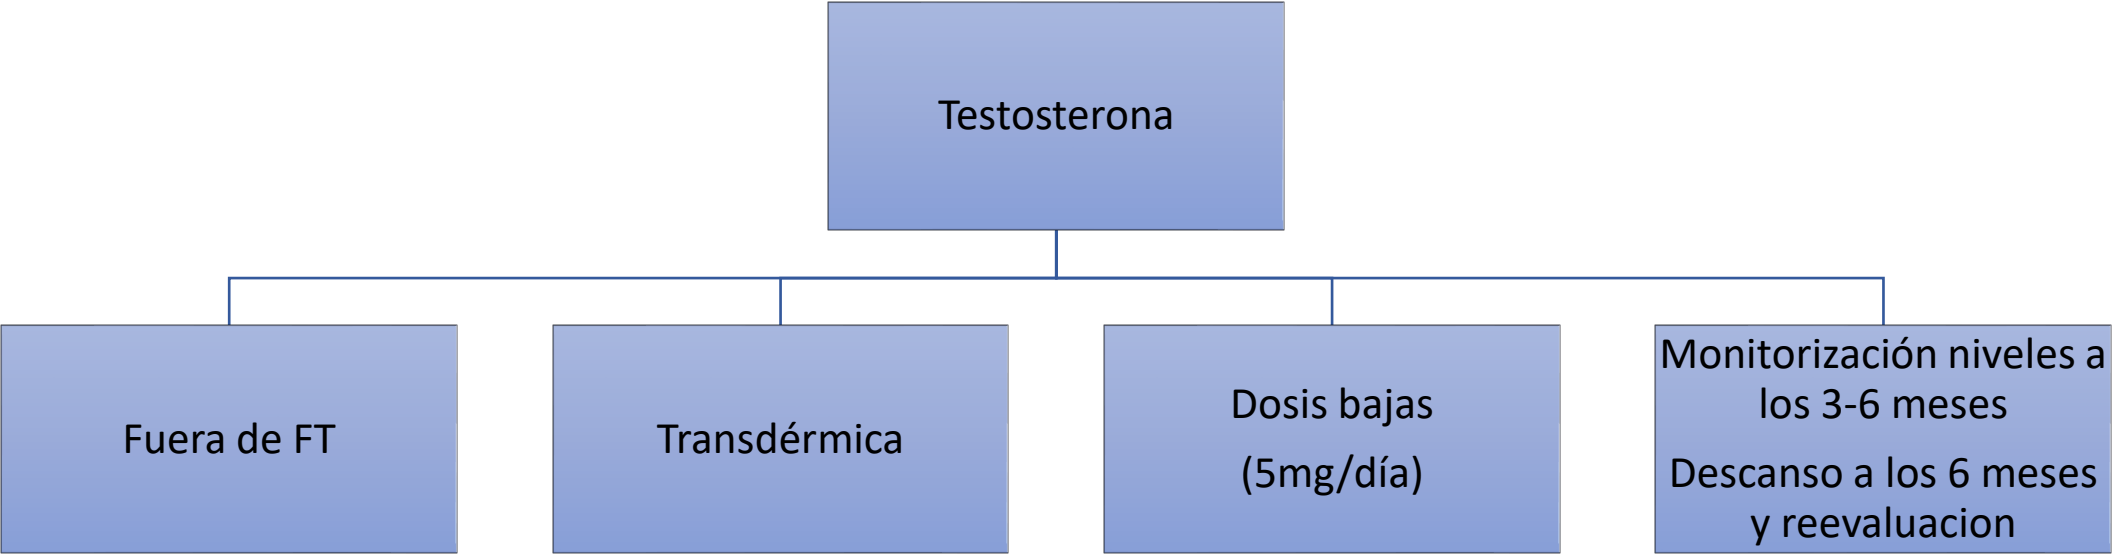 Testosterona
Fuera de FT
Transdérmica
Dosis bajas
(5mg/día)
Monitorización niveles a
los 3-6 meses
Descanso a los 6 meses
y reevaluacion